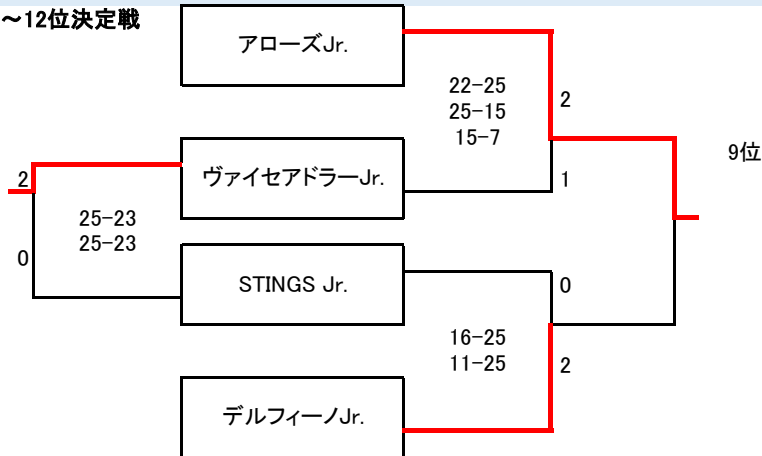 ～12位決定戦
アローズJr.
22-25
25-15
15-7
2
9位
ヴァイセアドラーJr.
1
2
25-23
25-23
0
STINGS Jr.
0
16-25
11-25
2
デルフィーノJr.